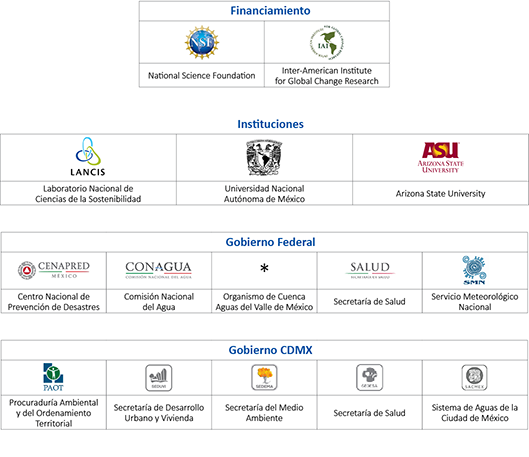 Financiamiento
NSF
IAI
National Science Foundation
Inter-American Institute
for Global Change Research
Instituciones
LANCIS
ASU
ARIZONA STATE
UNIVERSITY
Laboratorio Nacional de
Ciencias de la Sostenibilidad
Universidad Nacional
Autónoma de México
Arizona State University
Gobierno Federal
CENAPRED
MÉXICO
CONAGUA
COMISIÓN NACIONAL DEL AGUA
*
SALUD
SECRETARÍA DE SALUD
SMN
Centro Nacional de
Prevención de Desastres
Comisión Nacional
del Agua
Organismo de Cuenca
Aguas del Valle de México
Secretaría de Salud
Servicio Meteorológico
Nacional
Gobierno CDMX
PAOT
SEDUVI
SEDEMA
SEDESA
SACMEX
Procuraduría Ambiental
y del Ordenamiento
Territorial
Secretaría de Desarrollo
Urbano y Vivienda
Secretaría del Medio
Ambiente
Secretaría de Salud
Sistema de Aguas de la
Ciudad de México